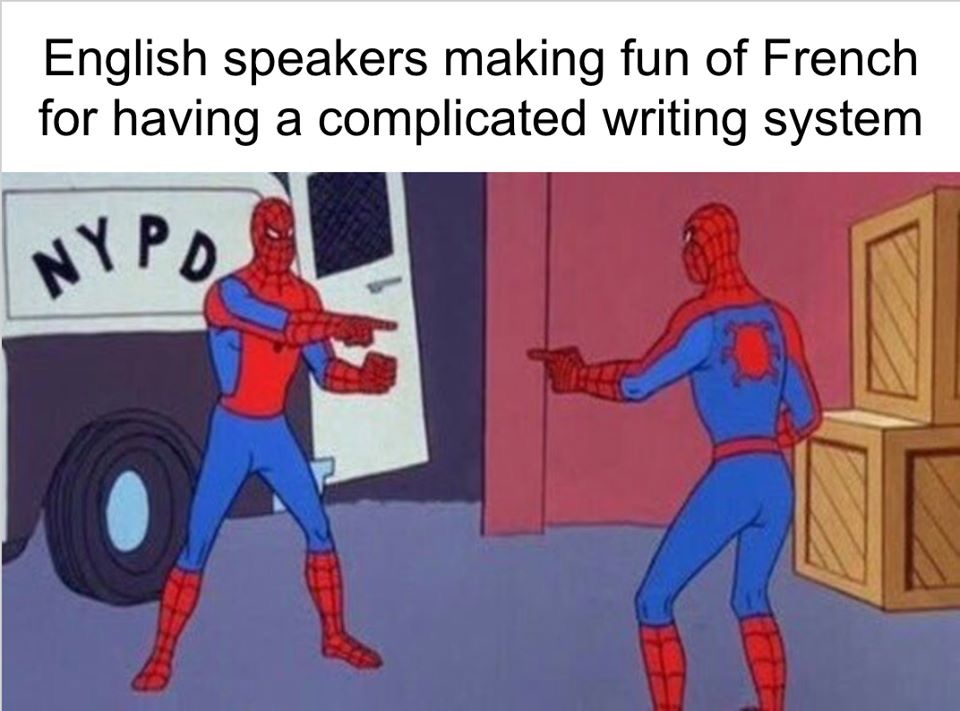 English speakers making fun of French
for having a complicated writing system
NYPD